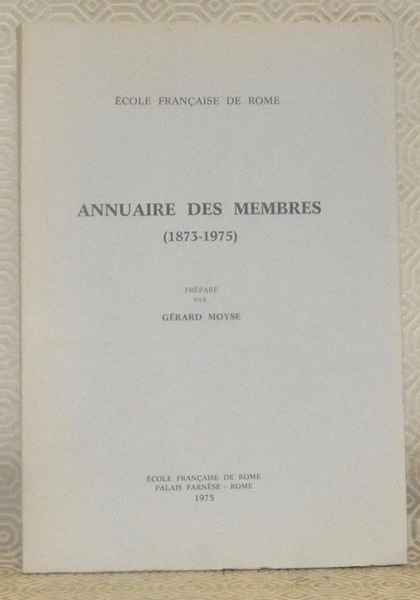 ÉCOLE FRANÇAISE DE ROME
ANNUAIRE DES MEMBRES
(1873-1975)
PRÉPARÉ
PAR
GÉRARD MOYSE
ÉCOLE FRANÇAISE DE ROME
PALAIS FARNÈSE - ROME
1975